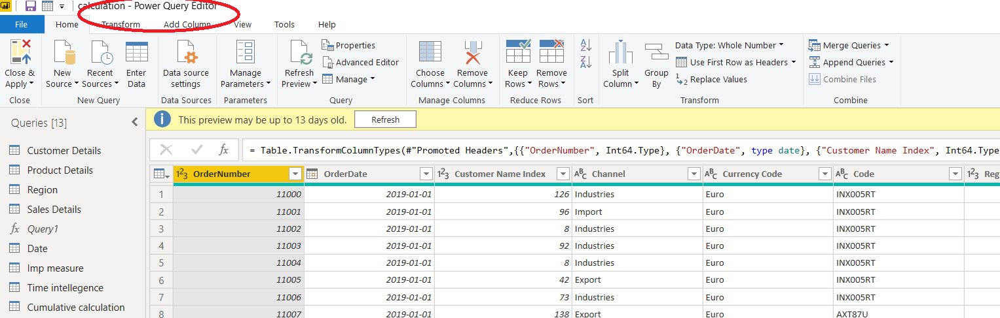 calculation - Power Query Editor
File Home Transform Add Column View Tools Help
Close & Apply New Source Recent Sources Enter Data Data source settings Manage Parameters Refresh Preview Properties Advanced Editor Manage Choose Columns Remove Columns Keep Rows Remove Rows Split Column Group By Data Type: Whole Number Use First Row as Headers Replace Values Merge Queries Append Queries Combine Files
Close New Query Data Sources Parameters Query Manage Columns Reduce Rows Sort Transform Combine
Queries [13]
This preview may be up to 13 days old. Refresh
Customer Details
Product Details
Region
Sales Details
Query1
Date
Imp measure
Time intellegence
Cumulative calculation
= Table.TransformColumnTypes(#"Promoted Headers",{{"OrderNumber", Int64.Type}, {"OrderDate", type date}, {"Customer Name Index", Int64.Type
OrderNumber OrderDate Customer Name Index Channel Currency Code Code Reg
1 11000 2019-01-01 126 Industries Euro INX005RT
2 11001 2019-01-01 96 Import Euro INX005RT
3 11002 2019-01-01 8 Industries Euro INX005RT
4 11003 2019-01-01 92 Industries Euro INX005RT
5 11004 2019-01-01 8 Industries Euro INX005RT
6 11005 2019-01-01 42 Export Euro INX005RT
7 11006 2019-01-01 73 Industries Euro INX005RT
8 11007 2019-01-01 138 Export Euro AXT87U